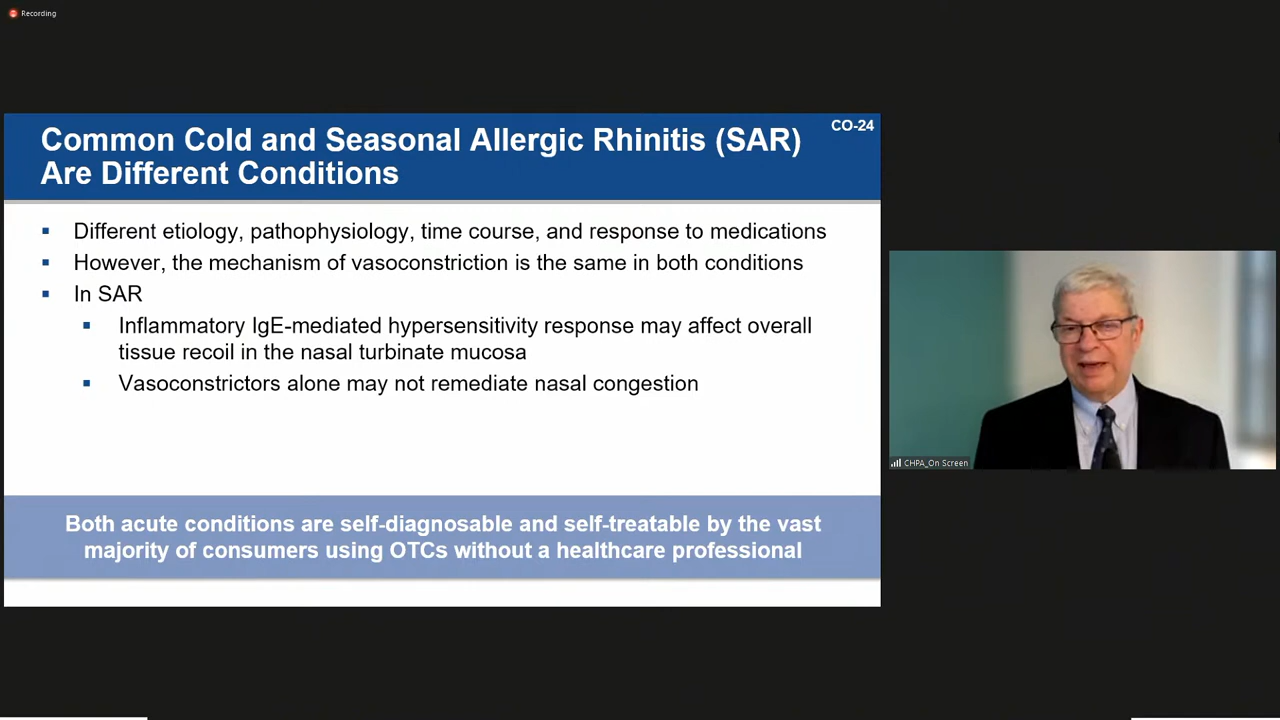 Recording
CO-24
Common Cold and Seasonal Allergic Rhinitis (SAR)
Are Different Conditions
Different etiology, pathophysiology, time course, and response to medications
However, the mechanism of vasoconstriction is the same in both conditions
In SAR
Inflammatory IgE-mediated hypersensitivity response may affect overall
tissue recoil in the nasal turbinate mucosa
Vasoconstrictors alone may not remediate nasal congestion
Both acute conditions are self-diagnosable and self-treatable by the vast
majority of consumers using OTCs without a healthcare professional
CHPA_On Screen